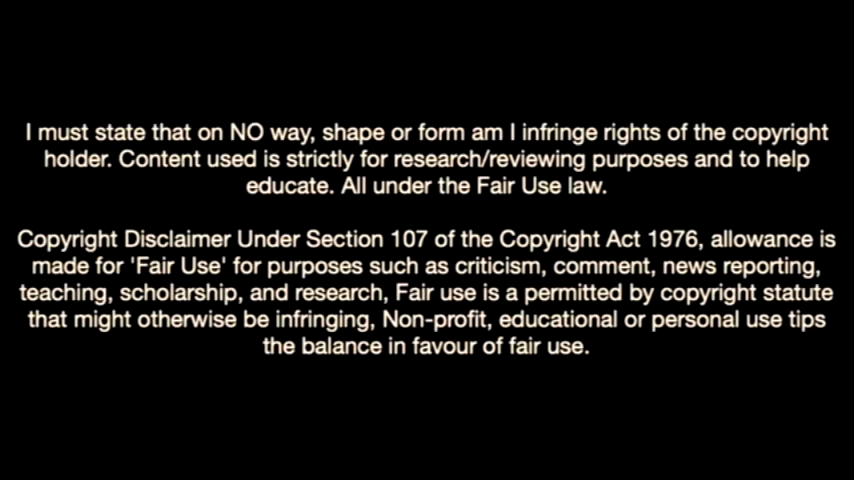 I must state that on NO way, shape or form am I infringe rights of the copyright
holder. Content used is strictly for research/reviewing purposes and to help
educate. All under the Fair Use law.
Copyright Disclaimer Under Section 107 of the Copyright Act 1976, allowance is
made for 'Fair Use' for purposes such as criticism, comment, news reporting,
teaching, scholarship, and research, Fair use is a permitted by copyright statute
that might otherwise be infringing, Non-profit, educational or personal use tips
the balance in favour of fair use.